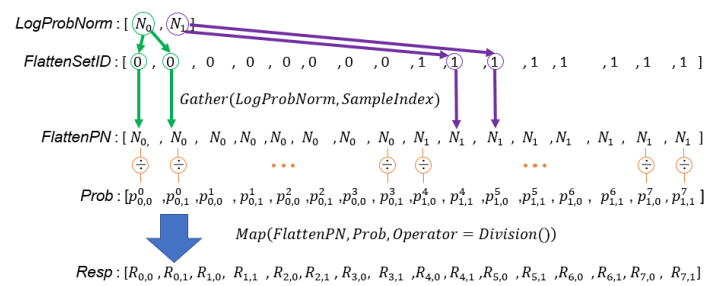 LogProbNorm : [ N₀ , N₁ ]
FlattenSetID : [ 0 , 0 , 0 , 0 , 0 , 0 , 0 , 0 , 1 , 1 , 1 , 1 , 1 , 1 , 1 , 1 ]
Gather(LogProbNorm, SampleIndex)
FlattenPN : [ N₀, , N₀ , N₀ , N₀ , N₀ , N₀ , N₀ , N₀ , N₁ , N₁ , N₁ , N₁ , N₁ , N₁ , N₁ , N₁ ]
÷ ÷ ... ÷ ÷ ... ÷ ÷
Prob : [p⁰₀,₀ , p⁰₀,₁ , p¹₀,₀ , p¹₀,₁ , p²₀,₀ , p²₀,₁ , p³₀,₀ , p³₀,₁ , p⁴₁,₀ , p⁴₁,₁ , p⁵₁,₀ , p⁵₁,₁ , p⁶₁,₀ , p⁶₁,₁ , p⁷₁,₀ , p⁷₁,₁ ]
Map(FlattenPN, Prob, Operator = Division())
Resp : [R₀,₀ , R₀,₁, R₁,₀, R₁,₁ , R₂,₀, R₂,₁ , R₃,₀, R₃,₁ , R₄,₀ , R₄,₁ , R₅,₀ , R₅,₁ , R₆,₀ , R₆,₁, R₇,₀ , R₇,₁]